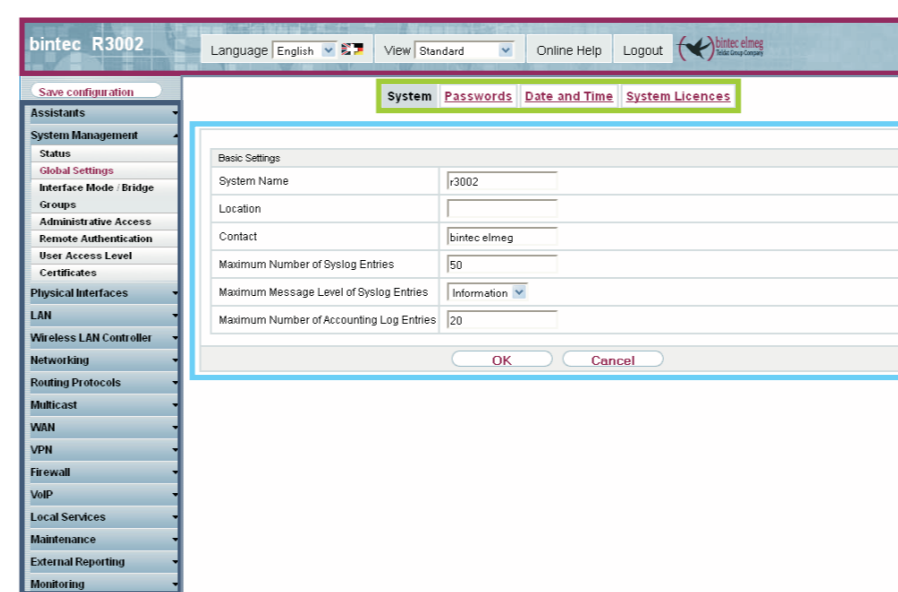 bintec R3002
Language English View Standard Online Help Logout bintec elmeg
Teldat Group Company
Save configuration
System Passwords Date and Time System Licences
Assistants
System Management
Status
Global Settings
Interface Mode / Bridge
Groups
Administrative Access
Remote Authentication
User Access Level
Certificates
Physical Interfaces
LAN
Wireless LAN Controller
Networking
Routing Protocols
Multicast
WAN
VPN
Firewall
VoIP
Local Services
Maintenance
External Reporting
Monitoring
Basic Settings
System Name r3002
Location
Contact bintec elmeg
Maximum Number of Syslog Entries 50
Maximum Message Level of Syslog Entries Information
Maximum Number of Accounting Log Entries 20
OK Cancel